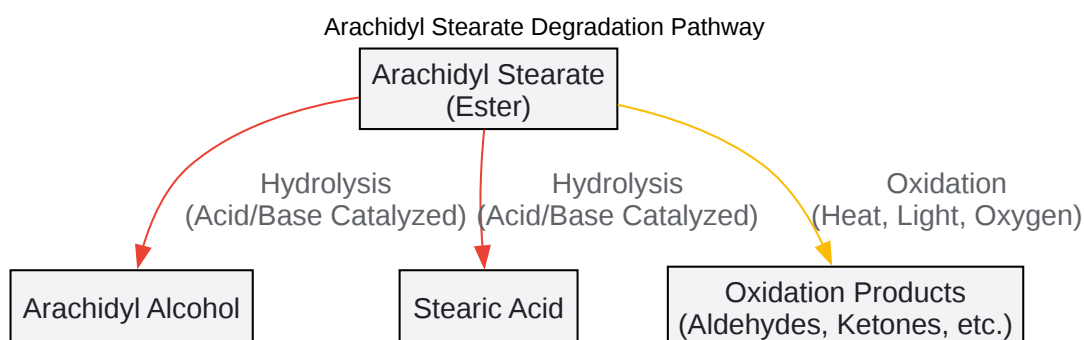 Arachidyl Stearate Degradation Pathway
Arachidyl Stearate
(Ester)
Hydrolysis
(Acid/Base Catalyzed)
Hydrolysis
(Acid/Base Catalyzed)
Oxidation
(Heat, Light, Oxygen)
Arachidyl Alcohol
Stearic Acid
Oxidation Products
(Aldehydes, Ketones, etc.)